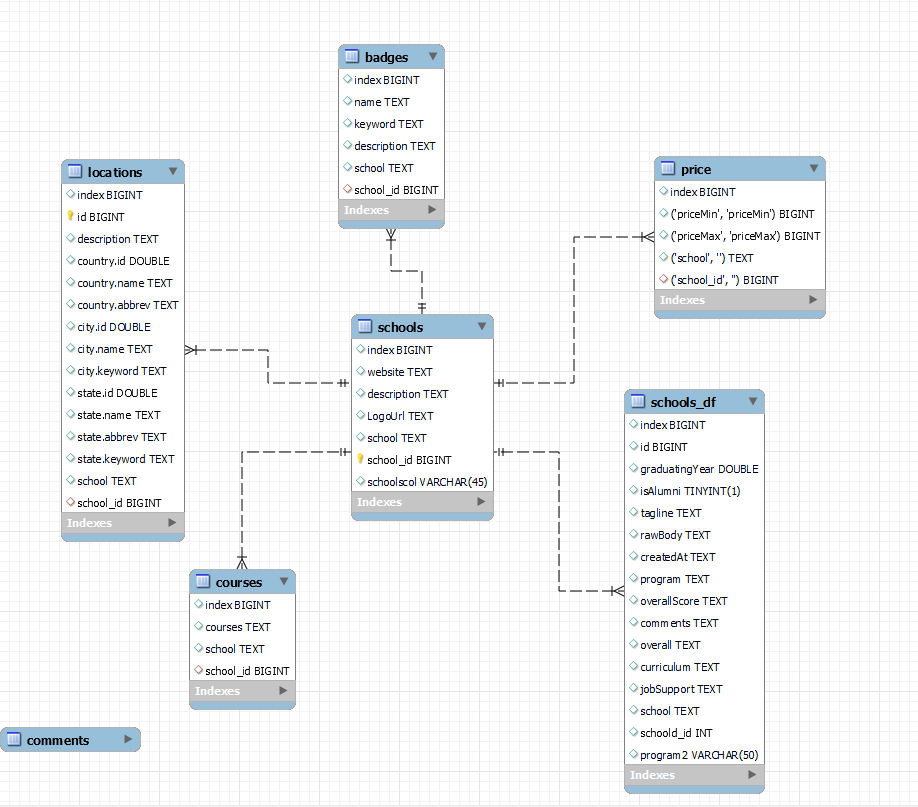 badges
index BIGINT
name TEXT
keyword TEXT
description TEXT
school TEXT
school_id BIGINT
Indexes
locations
index BIGINT
id BIGINT
description TEXT
country.id DOUBLE
country.name TEXT
country.abbrev TEXT
city.id DOUBLE
city.name TEXT
city.keyword TEXT
state.id DOUBLE
state.name TEXT
state.abbrev TEXT
state.keyword TEXT
school TEXT
school_id BIGINT
Indexes
price
index BIGINT
('priceMin', 'priceMin') BIGINT
('priceMax', 'priceMax') BIGINT
('school', '') TEXT
('school_id', '') BIGINT
Indexes
schools
index BIGINT
website TEXT
description TEXT
LogoUrl TEXT
school TEXT
school_id BIGINT
schoolscol VARCHAR(45)
Indexes
schools_df
index BIGINT
id BIGINT
graduatingYear DOUBLE
isAlumni TINYINT(1)
tagline TEXT
rawBody TEXT
createdAt TEXT
program TEXT
overallScore TEXT
comments TEXT
overall TEXT
curriculum TEXT
jobSupport TEXT
school TEXT
schoold_id INT
program2 VARCHAR(50)
Indexes
courses
index BIGINT
courses TEXT
school TEXT
school_id BIGINT
Indexes
comments